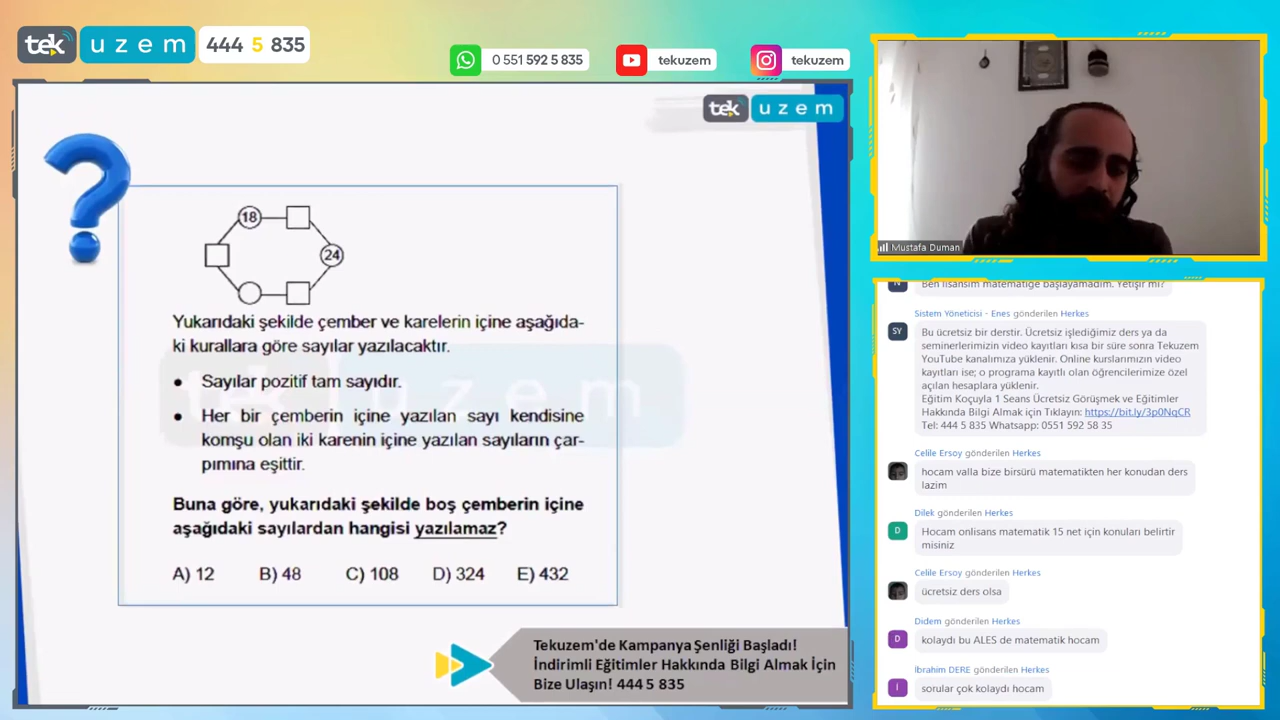 tek uzem 444 5 835
0 551 592 5 835
tekuzem
tekuzem
tek uzem
18
24
Yukarıdaki şekilde çember ve karelerin içine aşağıda-
ki kurallara göre sayılar yazılacaktır.
● Sayılar pozitif tam sayıdır.
● Her bir çemberin içine yazılan sayı kendisine
komşu olan iki karenin içine yazılan sayıların çar-
pımına eşittir.
Buna göre, yukarıdaki şekilde boş çemberin içine
aşağıdaki sayılardan hangisi yazılamaz?
A) 12 B) 48 C) 108 D) 324 E) 432
tek uzem
Tekuzem'de Kampanya Şenliği Başladı!
İndirimli Eğitimler Hakkında Bilgi Almak İçin
Bize Ulaşın! 444 5 835
Mustafa Duman
Ben lisansim matematiğe başlayamadım. Yetişir mi?
Sistem Yöneticisi - Enes gönderilen Herkes
SY
Bu ücretsiz bir derstir. Ücretsiz işlediğimiz ders ya da
seminerlerimizin video kayıtları kısa bir süre sonra Tekuzem
YouTube kanalımıza yüklenir. Online kurslarımızın video
kayıtları ise; o programa kayıtlı olan öğrencilerimize özel
açılan hesaplara yüklenir.
Eğitim Koçuyla 1 Seans Ücretsiz Görüşmek ve Eğitimler
Hakkında Bilgi Almak için Tıklayın: https://bit.ly/3p0NqCR
Tel: 444 5 835 Whatsapp: 0551 592 58 35
Celile Ersoy gönderilen Herkes
hocam valla bize birsürü matematikten her konudan ders
lazim
Dilek gönderilen Herkes
D
Hocam onlisans matematik 15 net için konuları belirtir
misiniz
Celile Ersoy gönderilen Herkes
ücretsiz ders olsa
Didem gönderilen Herkes
D
kolaydı bu ALES de matematik hocam
İbrahim DERE gönderilen Herkes
İ
sorular çok kolaydı hocam